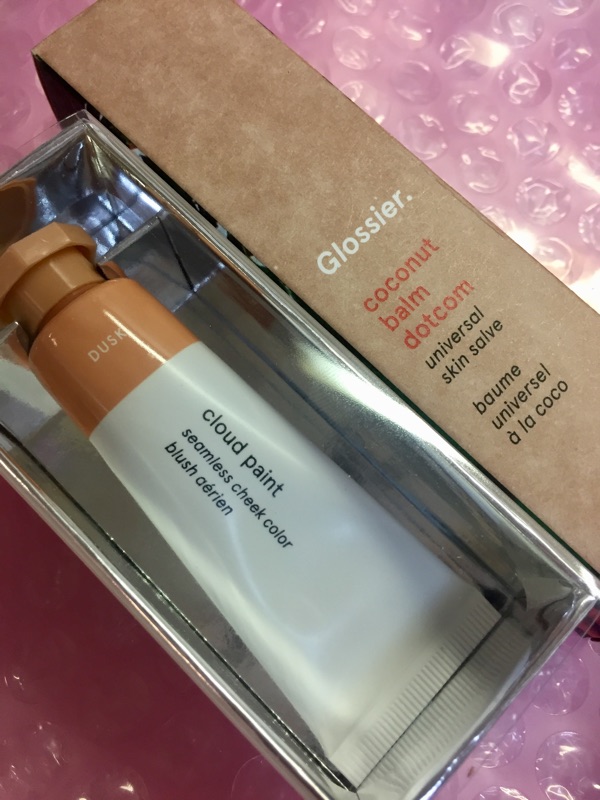 Glossier.
coconut
balm
dotcom
universal
skin salve
baume
universel
à la coco
DUSK
cloud paint
seamless cheek color
blush aérien